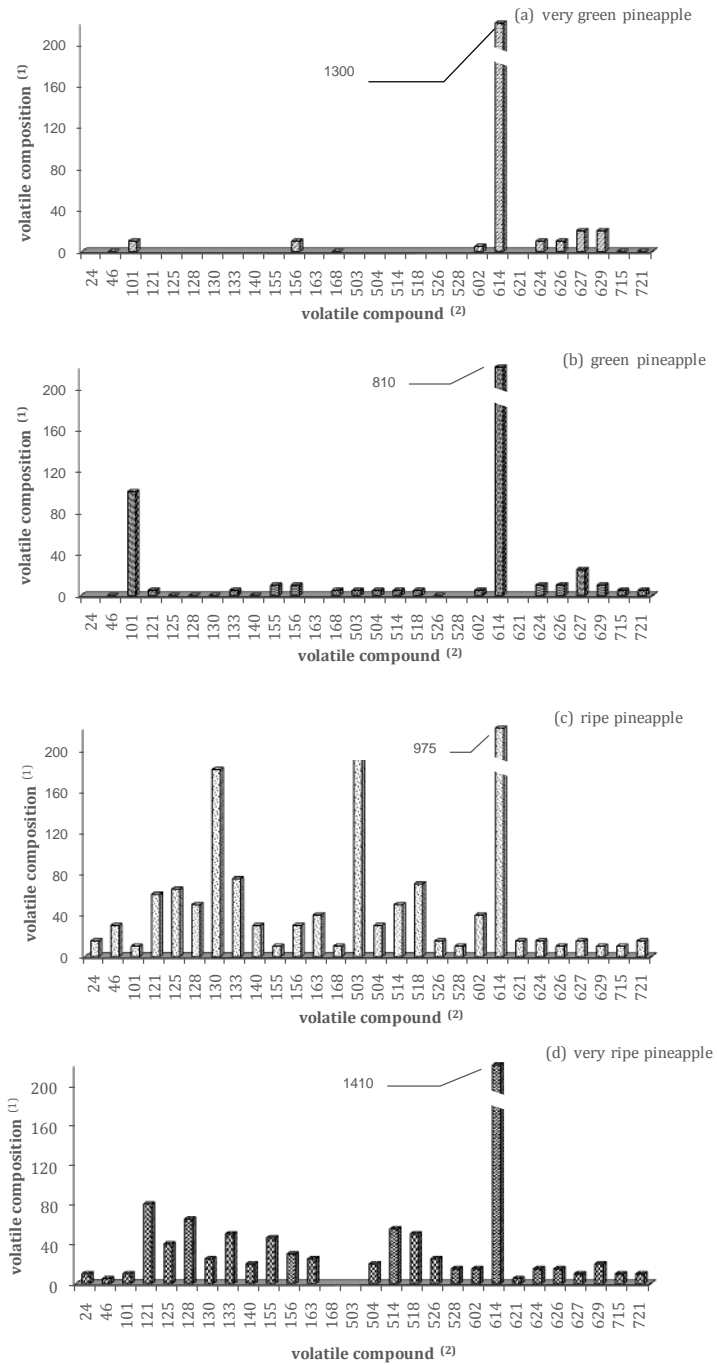 (a) very green pineapple
volatile composition (1)
200
160
120
80
40
0
1300
24 46 101 121 125 128 130 133 140 155 156 163 168 503 504 514 518 526 528 602 614 621 624 626 627 629 715 721
volatile compound (2)
(b) green pineapple
volatile composition (1)
200
160
120
80
40
0
810
24 46 101 121 125 128 130 133 140 155 156 163 168 503 504 514 518 526 528 602 614 621 624 626 627 629 715 721
volatile compound (2)
(c) ripe pineapple
volatile composition (1)
200
160
120
80
40
0
975
24 46 101 121 125 128 130 133 140 155 156 163 168 503 504 514 518 526 528 602 614 621 624 626 627 629 715 721
volatile compound (2)
(d) very ripe pineapple
volatile composition (1)
200
160
120
80
40
0
1410
24 46 101 121 125 128 130 133 140 155 156 163 168 503 504 514 518 526 528 602 614 621 624 626 627 629 715 721
volatile compound (2)